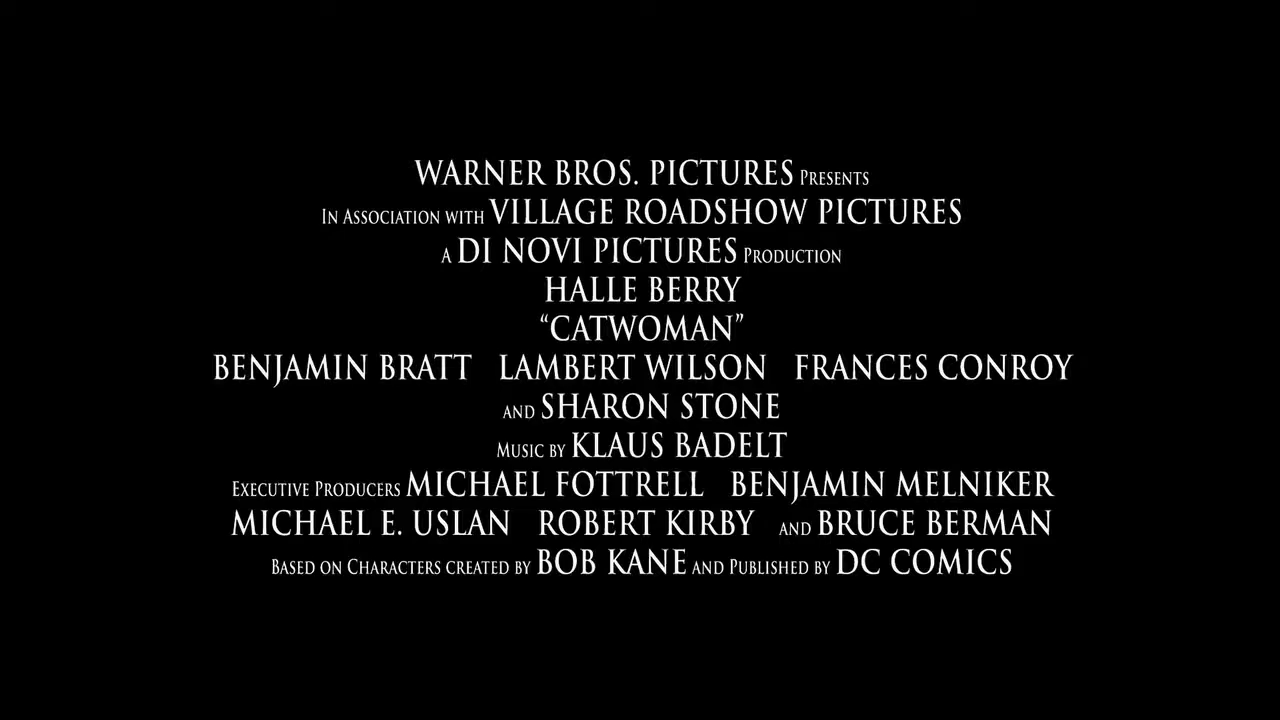 WARNER BROS. PICTURES PRESENTS
IN ASSOCIATION WITH VILLAGE ROADSHOW PICTURES
A DI NOVI PICTURES PRODUCTION
HALLE BERRY
“CATWOMAN”
BENJAMIN BRATT LAMBERT WILSON FRANCES CONROY
AND SHARON STONE
MUSIC BY KLAUS BADELT
EXECUTIVE PRODUCERS MICHAEL FOTTRELL BENJAMIN MELNIKER
MICHAEL E. USLAN ROBERT KIRBY AND BRUCE BERMAN
BASED ON CHARACTERS CREATED BY BOB KANE AND PUBLISHED BY DC COMICS